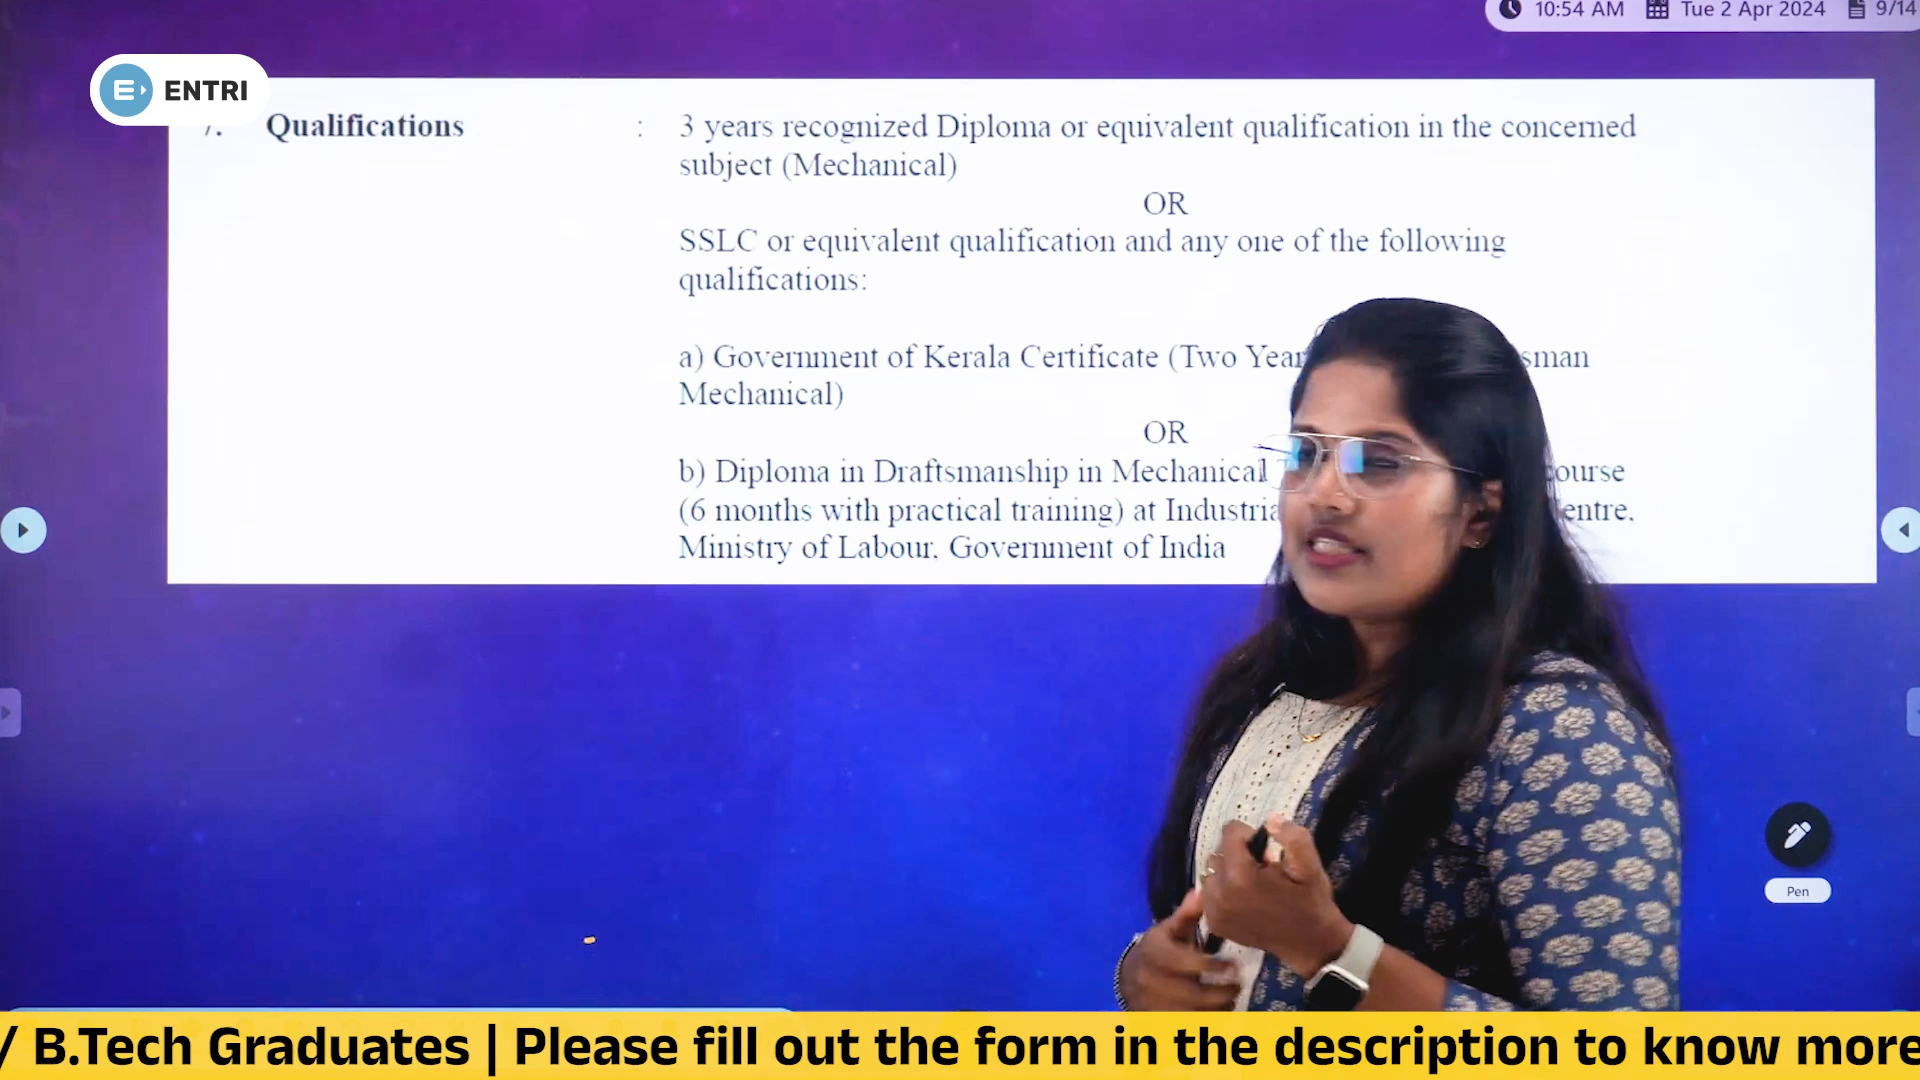 10:54 AM Tue 2 Apr 2024 9/14
ENTRI
7. Qualifications : 3 years recognized Diploma or equivalent qualification in the concerned
subject (Mechanical)
OR
SSLC or equivalent qualification and any one of the following
qualifications:
a) Government of Kerala Certificate (Two Year sman
Mechanical)
OR
b) Diploma in Draftsmanship in Mechanical ourse
(6 months with practical training) at Industria entre,
Ministry of Labour, Government of India
Pen
/ B.Tech Graduates | Please fill out the form in the description to know more